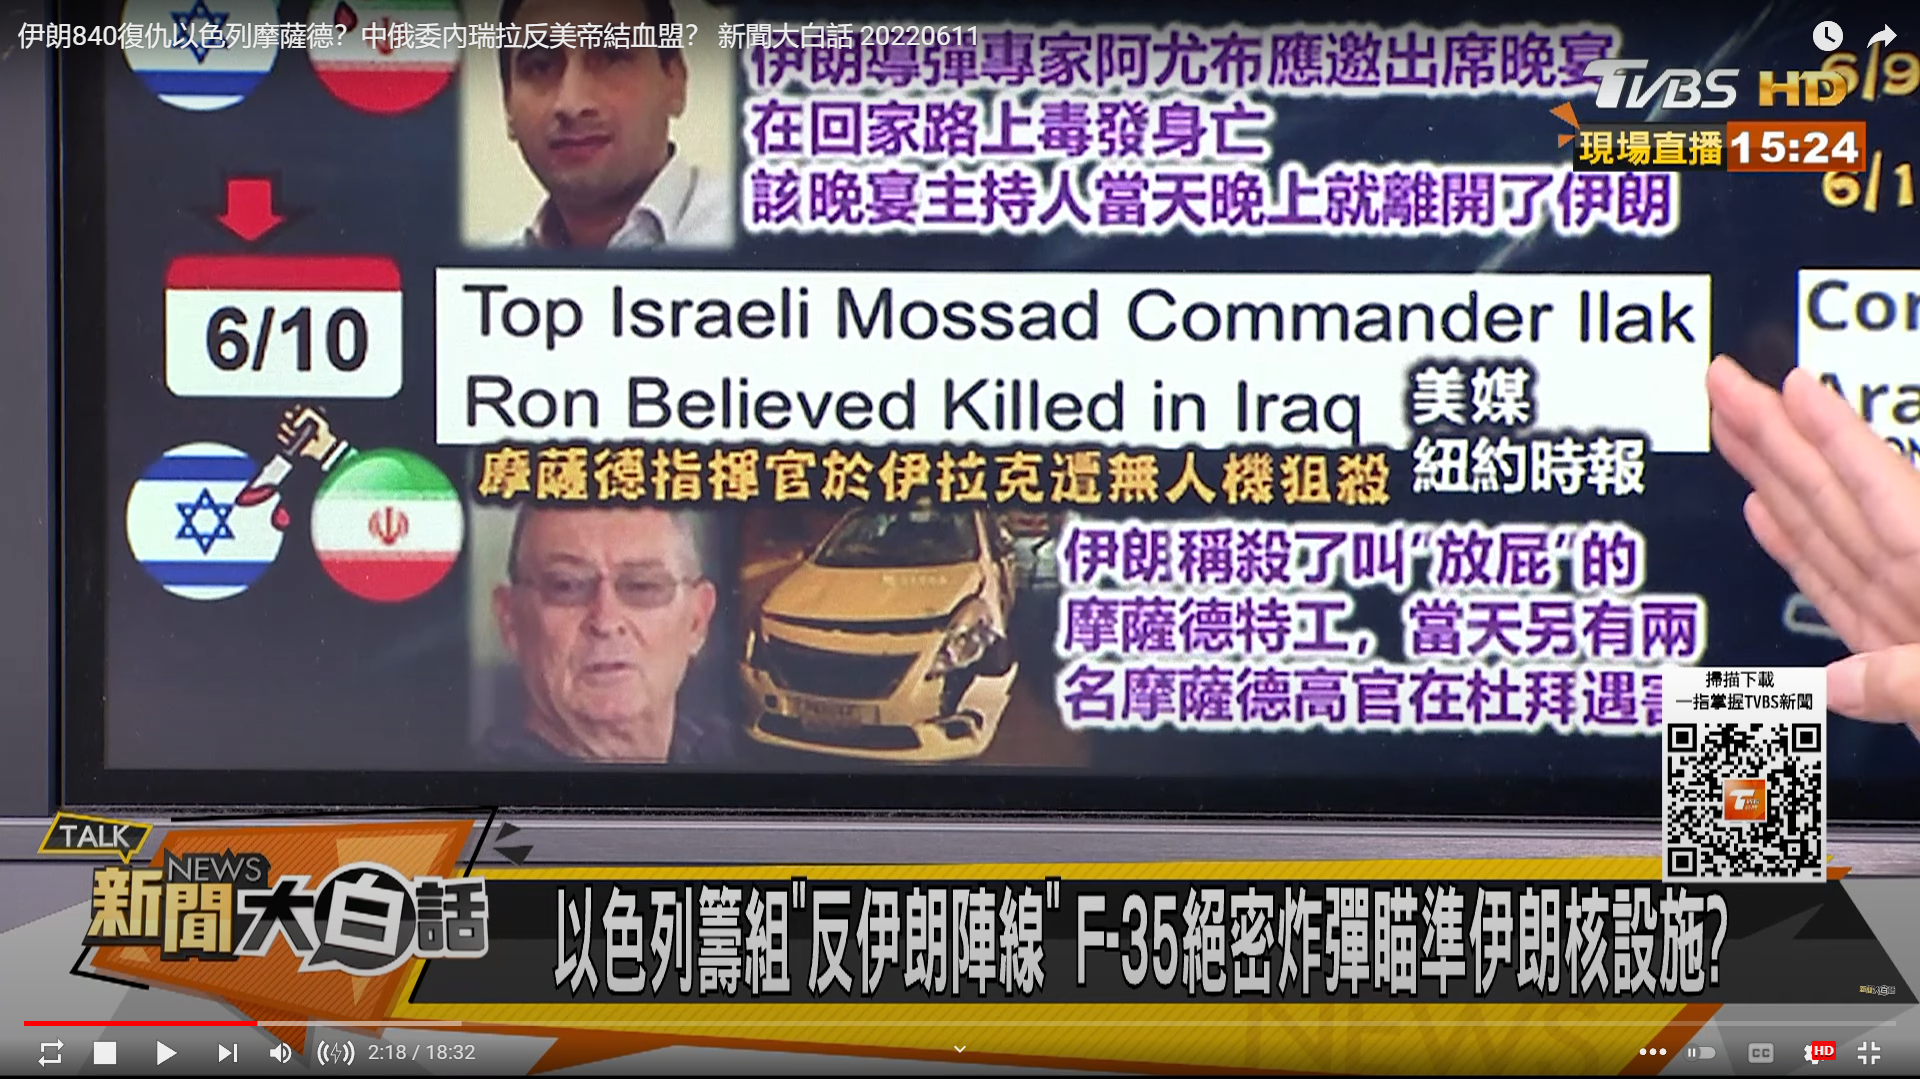 伊朗840復仇以色列摩薩德? 中俄委內瑞拉反美帝結血盟? 新聞大白話 20220611
伊朗導彈專家阿尤布應邀出席晚宴
在回家路上毒發身亡
該晚宴主持人當天晚上就離開了伊朗
TVBS HD
現場直播 15:24
6/9
6/1
6/10
Top Israeli Mossad Commander Ilak
Ron Believed Killed in Iraq
美媒
紐約時報
摩薩德指揮官於伊拉克遭無人機狙殺
伊朗稱殺了叫"放屁"的
摩薩德特工，當天另有兩
名摩薩德高官在杜拜遇害
掃描下載
一指掌握TVBS新聞
TALK
NEWS
新聞大白話
以色列籌組"反伊朗陣線" F-35絕密炸彈瞄準伊朗核設施?
NEWS
2:18 / 18:32
CC
HD